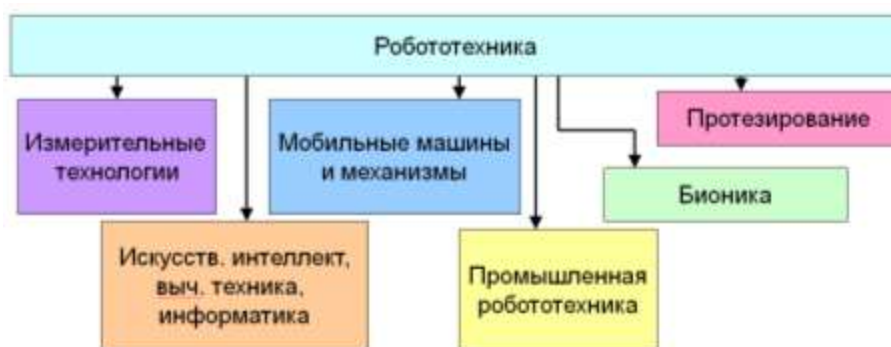 Робототехника
Измерительные
технологии
Мобильные машины
и механизмы
Протезирование
Бионика
Искусств. интеллект,
выч. техника,
информатика
Промышленная
робототехника